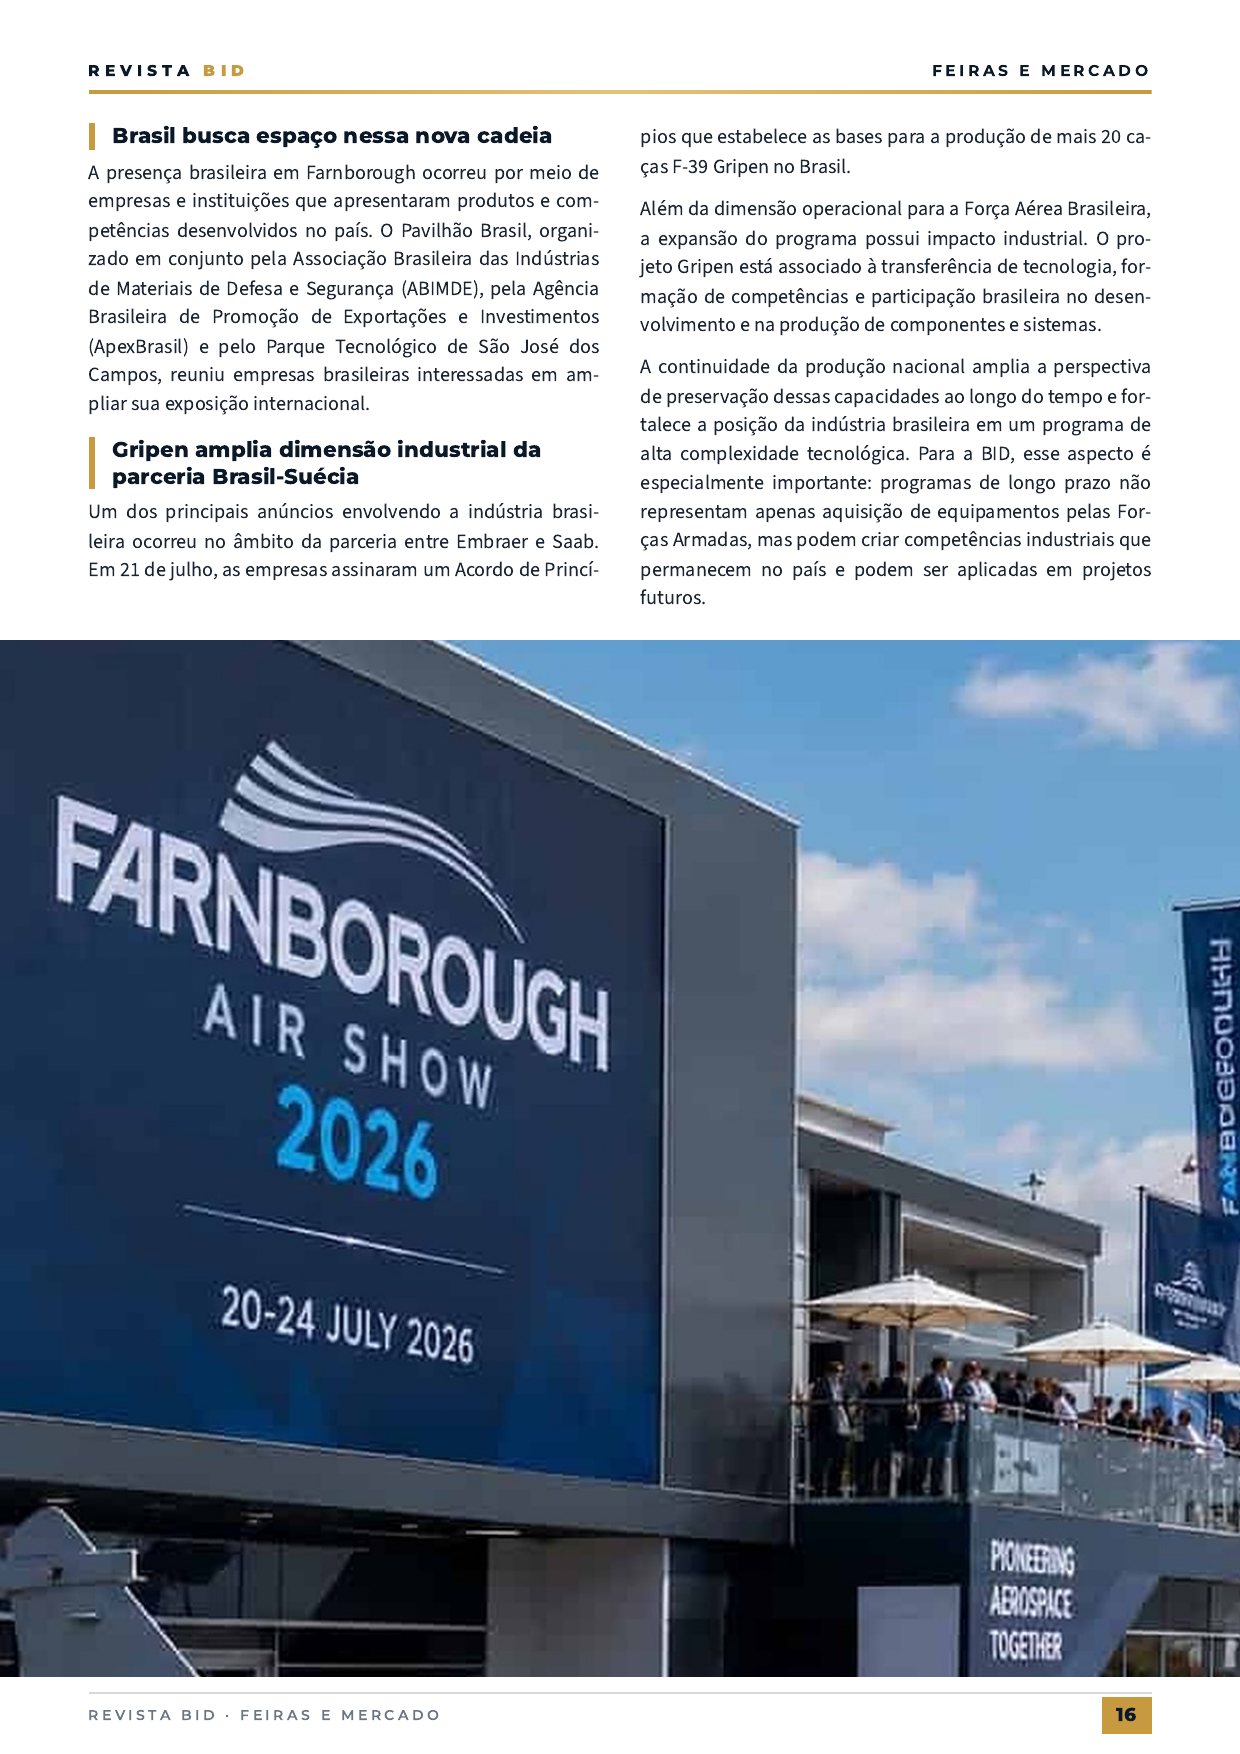 REVISTA BID
FEIRAS E MERCADO
Brasil busca espaço nessa nova cadeia
A presença brasileira em Farnborough ocorreu por meio de
empresas e instituições que apresentaram produtos e com-
petências desenvolvidos no país. O Pavilhão Brasil, organi-
zado em conjunto pela Associação Brasileira das Indústrias
de Materiais de Defesa e Segurança (ABIMDE), pela Agência
Brasileira de Promoção de Exportações e Investimentos
(ApexBrasil) e pelo Parque Tecnológico de São José dos
Campos, reuniu empresas brasileiras interessadas em am-
pliar sua exposição internacional.
Gripen amplia dimensão industrial da
parceria Brasil-Suécia
Um dos principais anúncios envolvendo a indústria brasi-
leira ocorreu no âmbito da parceria entre Embraer e Saab.
Em 21 de julho, as empresas assinaram um Acordo de Princí-
pios que estabelece as bases para a produção de mais 20 ca-
ças F-39 Gripen no Brasil.
Além da dimensão operacional para a Força Aérea Brasileira,
a expansão do programa possui impacto industrial. O pro-
jeto Gripen está associado à transferência de tecnologia, for-
mação de competências e participação brasileira no desen-
volvimento e na produção de componentes e sistemas.
A continuidade da produção nacional amplia a perspectiva
de preservação dessas capacidades ao longo do tempo e for-
talece a posição da indústria brasileira em um programa de
alta complexidade tecnológica. Para a BID, esse aspecto é
especialmente importante: programas de longo prazo não
representam apenas aquisição de equipamentos pelas For-
ças Armadas, mas podem criar competências industriais que
permanecem no país e podem ser aplicadas em projetos
futuros.
FARNBOROUGH
AIR SHOW
2026
20-24 JULY 2026
PIONEERING
AEROSPACE
TOGETHER
REVISTA BID · FEIRAS E MERCADO
16